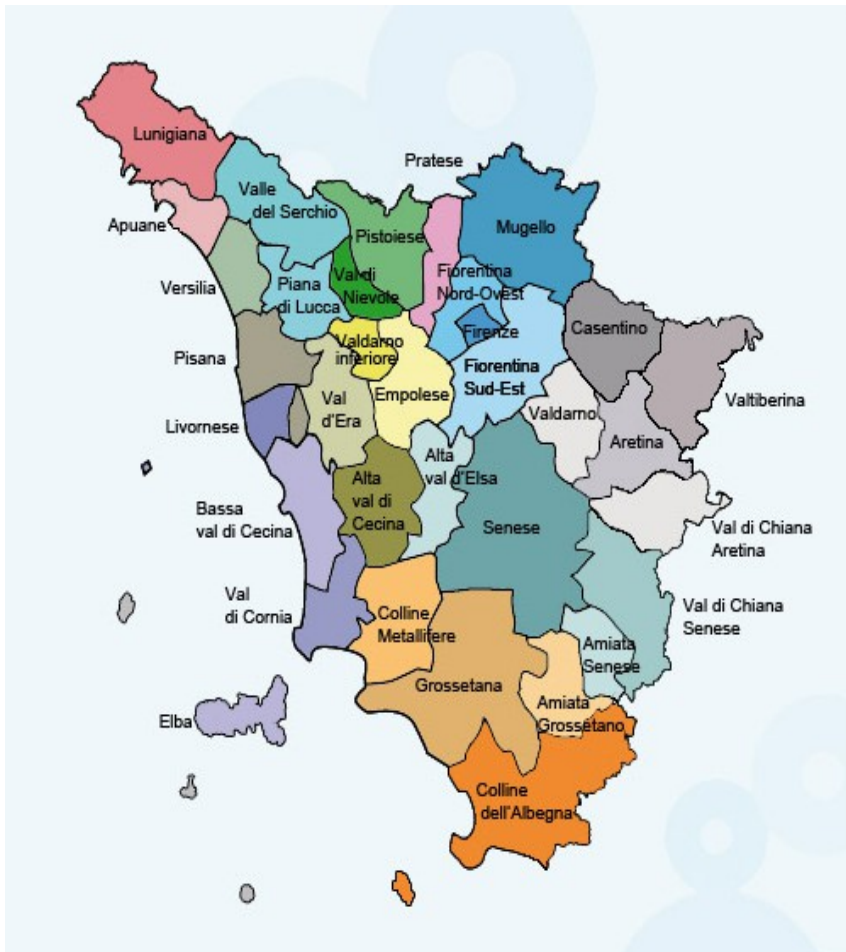 Lunigiana
Pratese
Valle
del Serchio
Apuane
Pistoiese
Mugello
Versilia
Piana
di Lucca
Val di
Nievole
Fiorentina
Nord-Ovest
Pisana
Valdarno
inferiore
Firenze
Casentino
Fiorentina
Sud-Est
Empolese
Val
d'Era
Valdarno
Valtiberina
Livornese
Aretina
Alta
val d'Elsa
Alta
val di
Cecina
Bassa
val di Cecina
Senese
Val di Chiana
Aretina
Val
di Cornia
Colline
Metallifere
Val di Chiana
Senese
Amiata
Senese
Grossetana
Elba
Amiata
Grossetano
Colline
dell'Albegna